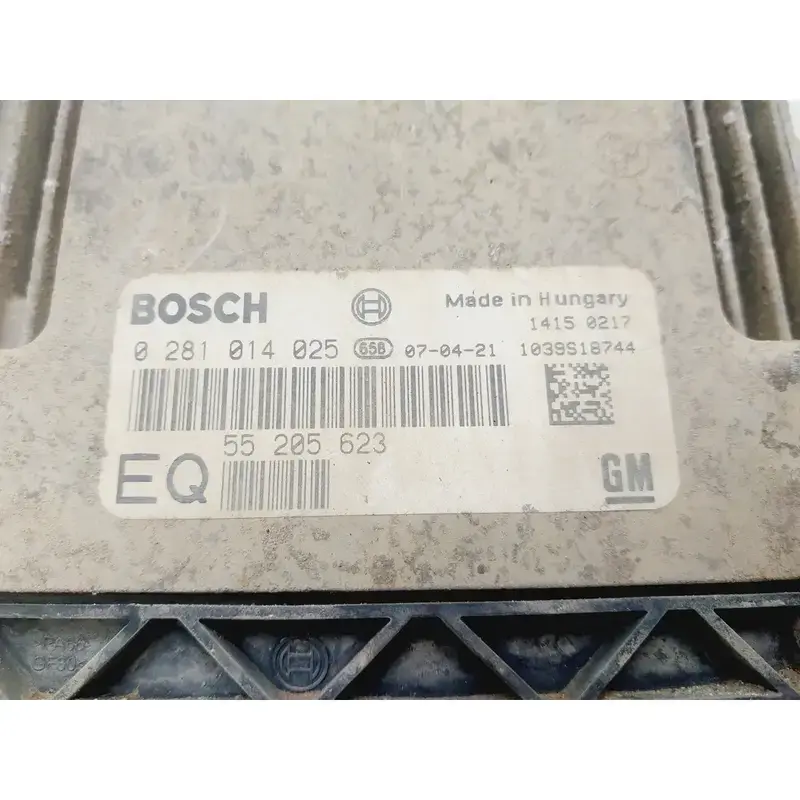 BOSCH
Made in Hungary
1415 0217
0 281 014 025 65B 07-04-21 1039S18744
55 205 623
EQ
GM